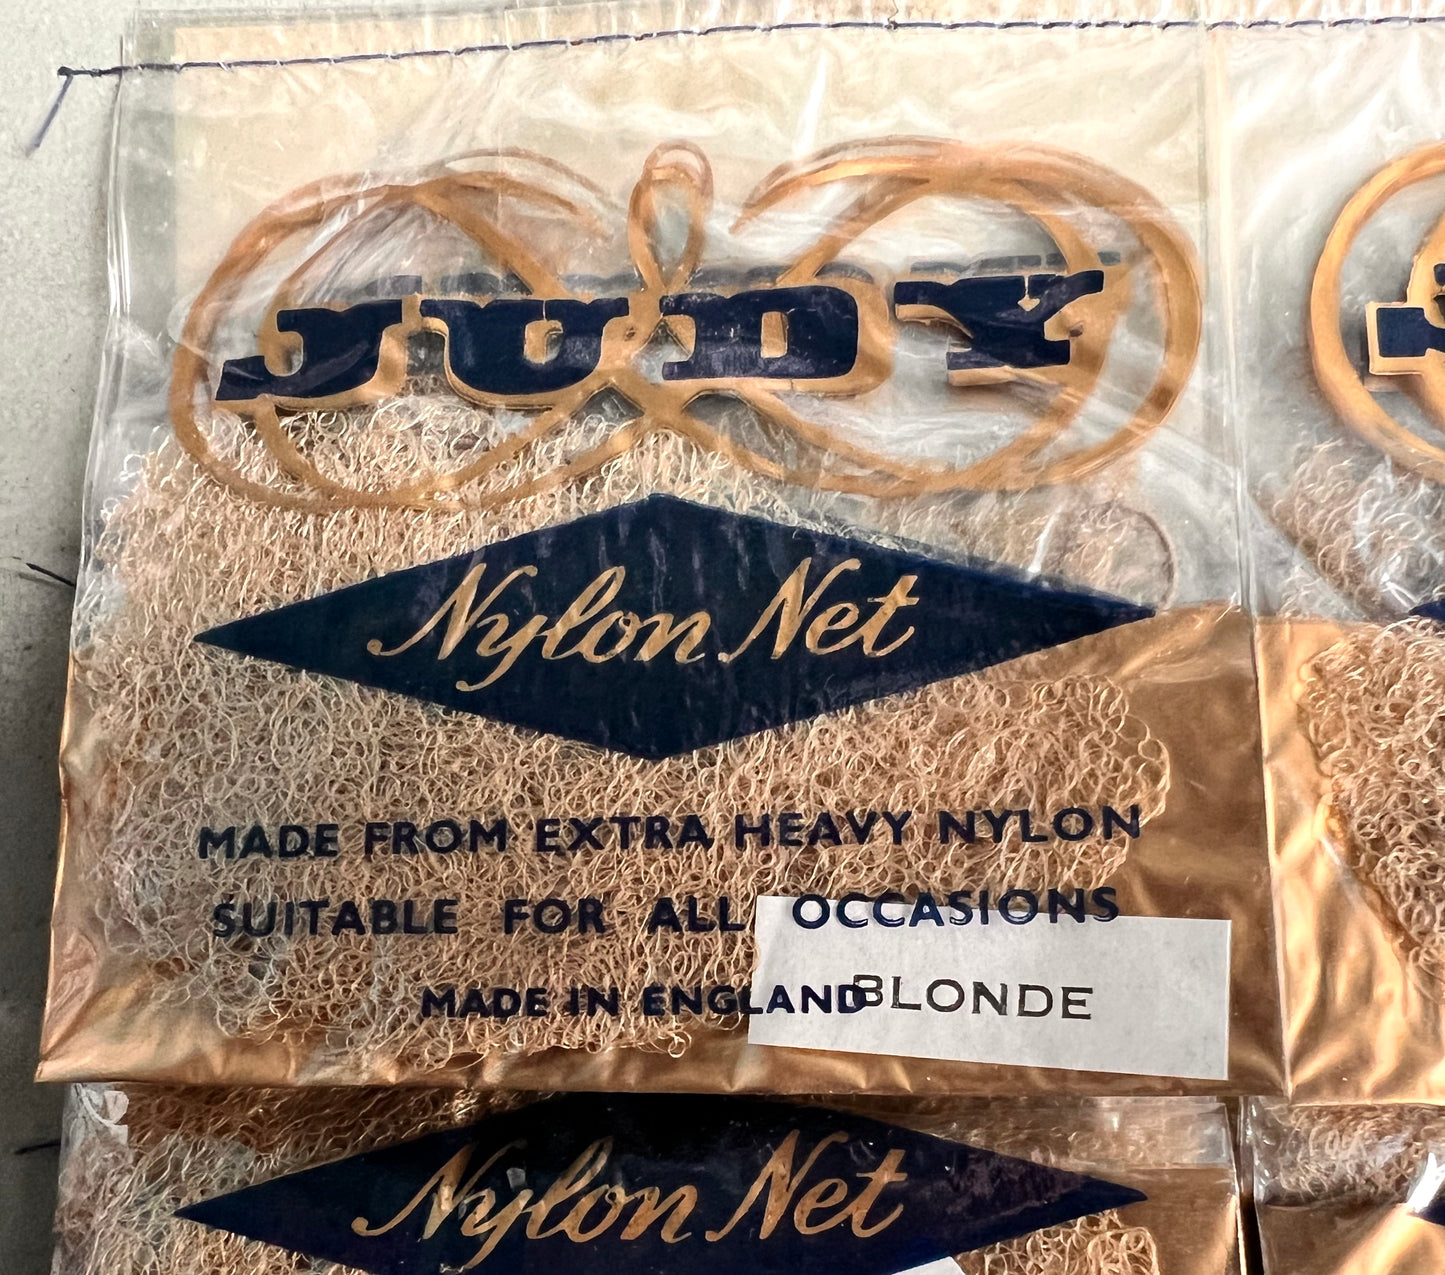 JUDY
Nylon Net
MADE FROM EXTRA HEAVY NYLON
SUITABLE FOR ALL OCCASIONS
MADE IN ENGLAND
BLONDE
Nylon Net